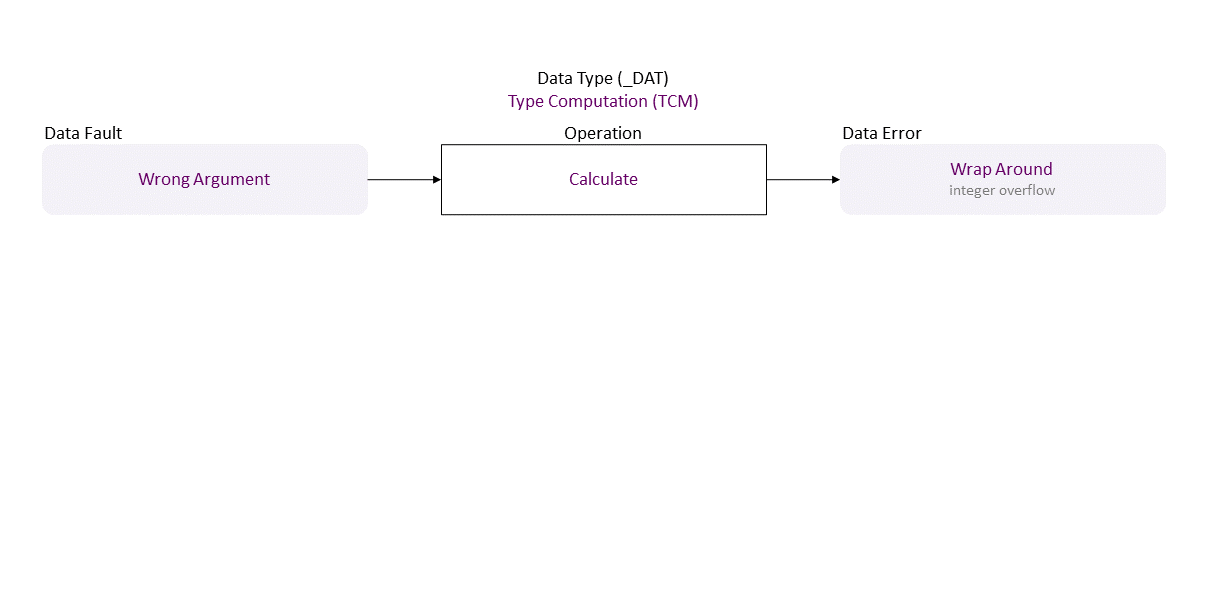 Data Type (_DAT)
Type Computation (TCM)
Data Fault
Operation
Data Error
Wrong Argument
Calculate
Wrap Around
integer overflow